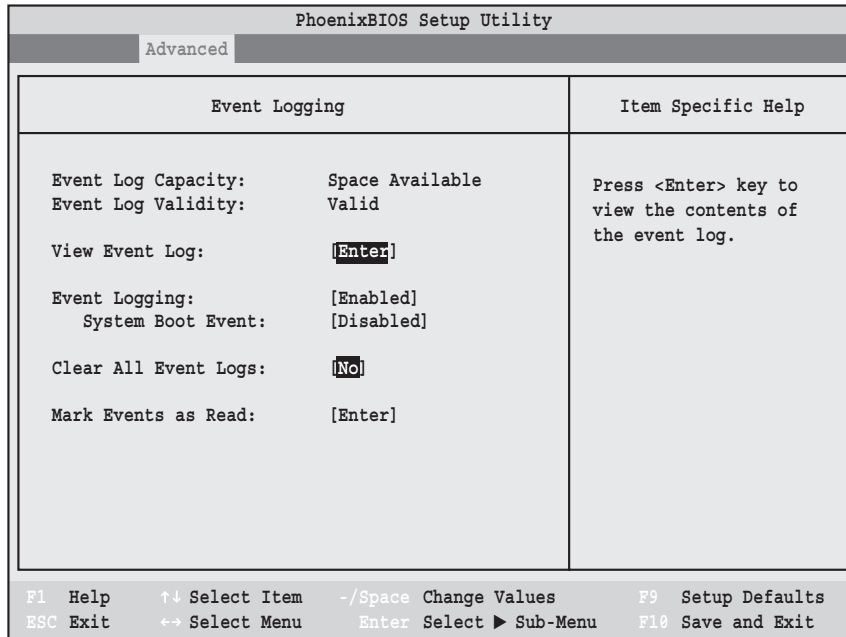 PhoenixBIOS Setup Utility
Advanced
Event Logging
Item Specific Help
Event Log Capacity: Space Available
Event Log Validity: Valid
View Event Log: [Enter]
Event Logging: [Enabled]
System Boot Event: [Disabled]
Clear All Event Logs: [No]
Mark Events as Read: [Enter]
Press <Enter> key to
view the contents of
the event log.
F1 Help ↑↓ Select Item -/Space Change Values F9 Setup Defaults
ESC Exit ←→ Select Menu Enter Select ▶ Sub-Menu F10 Save and Exit